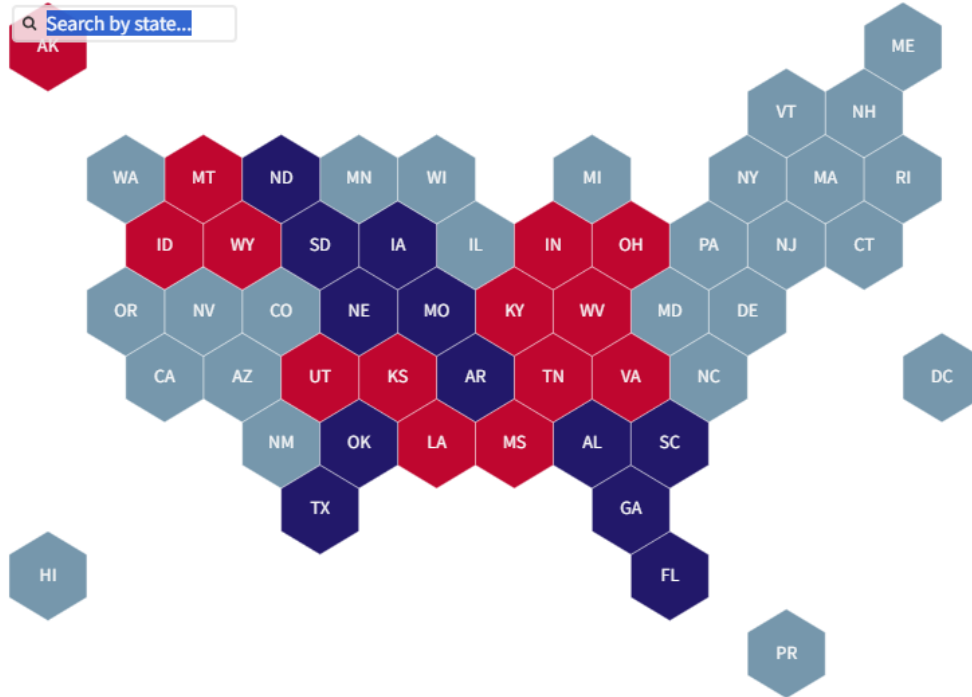 Search by state...
AK
ME
VT NH
WA MT ND MN WI MI NY MA RI
ID WY SD IA IL IN OH PA NJ CT
OR NV CO NE MO KY WV MD DE
CA AZ UT KS AR TN VA NC DC
NM OK LA MS AL SC
TX GA
HI FL
PR